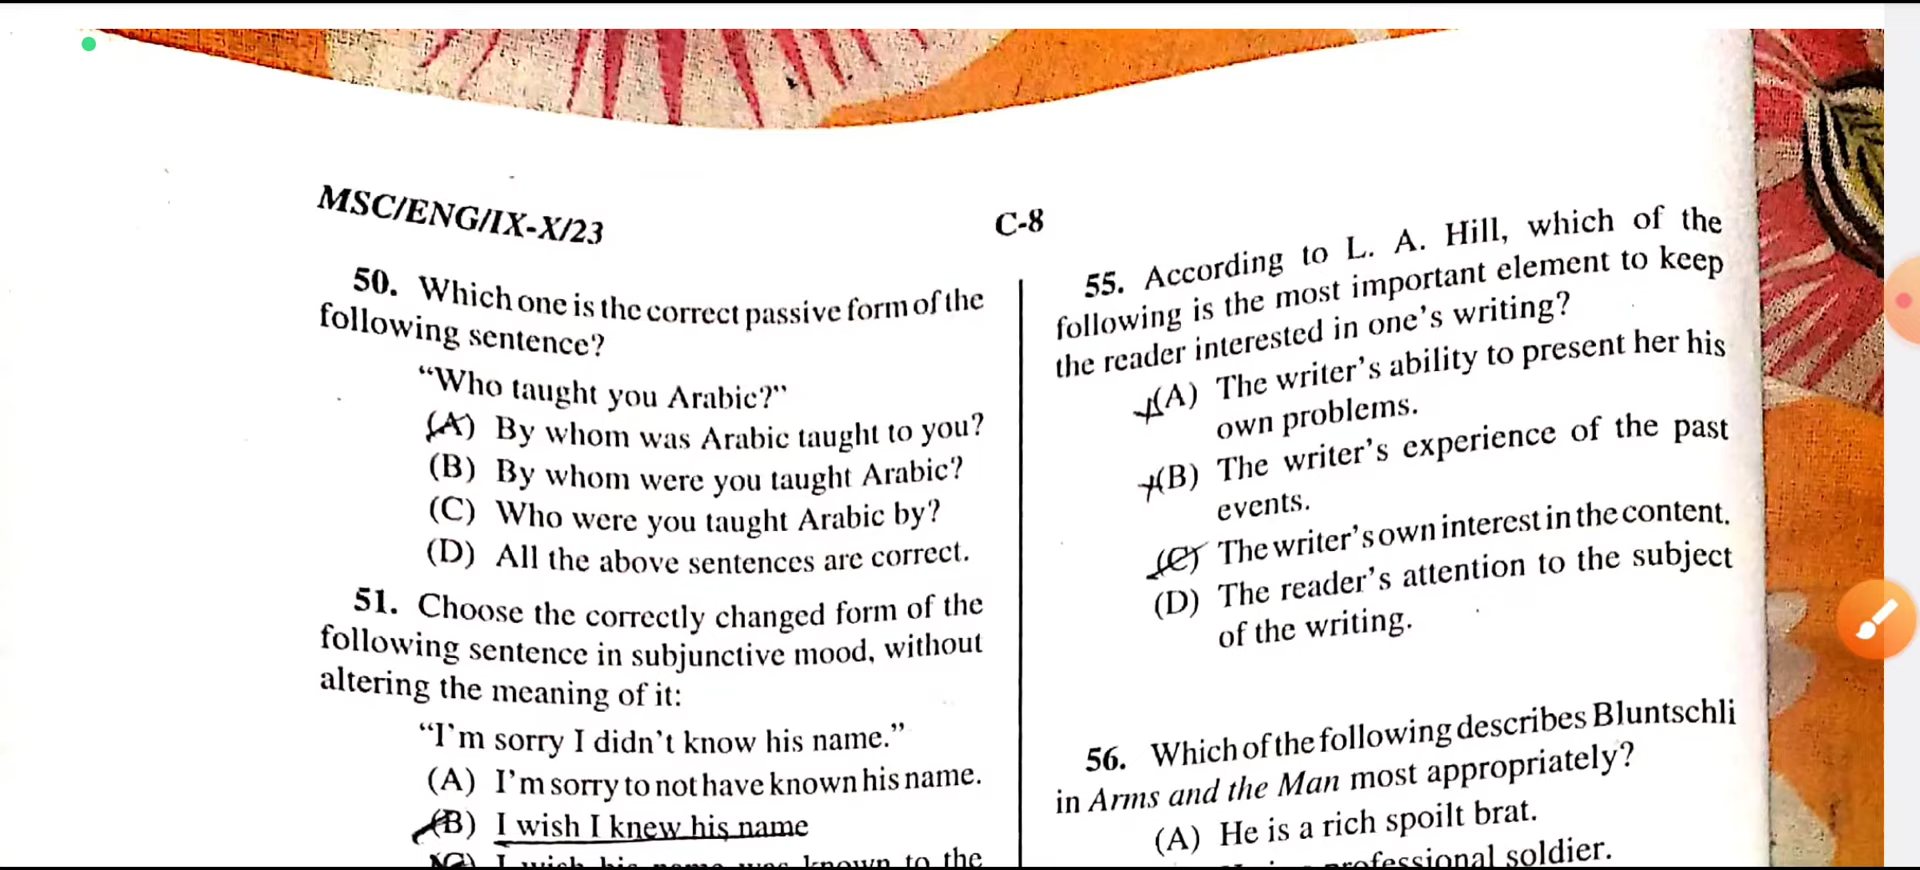 MSC/ENG/IX-X/23
C-8
50. Which one is the correct passive form of the
following sentence?
“Who taught you Arabic?”
(A) By whom was Arabic taught to you?
(B) By whom were you taught Arabic?
(C) Who were you taught Arabic by?
(D) All the above sentences are correct.
51. Choose the correctly changed form of the
following sentence in subjunctive mood, without
altering the meaning of it:
“I’m sorry I didn’t know his name.”
(A) I’m sorry to not have known his name.
(B) I wish I knew his name
(C) I wish his name was known to the
55. According to L. A. Hill, which of the
following is the most important element to keep
the reader interested in one’s writing?
(A) The writer’s ability to present her his
own problems.
(B) The writer’s experience of the past
events.
(C) The writer’s own interest in the content.
(D) The reader’s attention to the subject
of the writing.
56. Which of the following describes Bluntschli
in Arms and the Man most appropriately?
(A) He is a rich spoilt brat.
professional soldier.